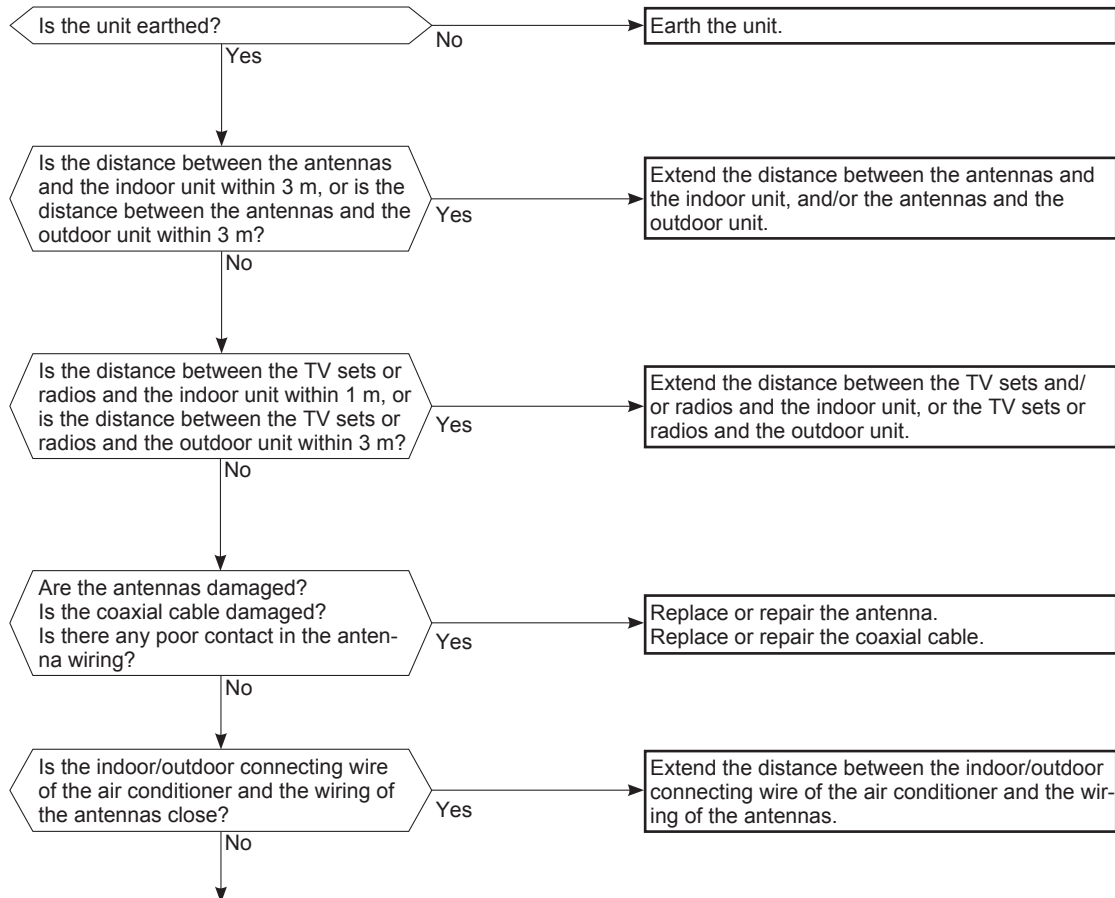 Is the unit earthed?
No
Earth the unit.
Yes
Is the distance between the antennas
and the indoor unit within 3 m, or is the
distance between the antennas and the
outdoor unit within 3 m?
Yes
Extend the distance between the antennas and
the indoor unit, and/or the antennas and the
outdoor unit.
No
Is the distance between the TV sets or
radios and the indoor unit within 1 m, or
is the distance between the TV sets or
radios and the outdoor unit within 3 m?
Yes
Extend the distance between the TV sets and/
or radios and the indoor unit, or the TV sets or
radios and the outdoor unit.
No
Are the antennas damaged?
Is the coaxial cable damaged?
Is there any poor contact in the anten-
na wiring?
Yes
Replace or repair the antenna.
Replace or repair the coaxial cable.
No
Is the indoor/outdoor connecting wire
of the air conditioner and the wiring of
the antennas close?
Yes
Extend the distance between the indoor/outdoor
connecting wire of the air conditioner and the wir-
ing of the antennas.
No